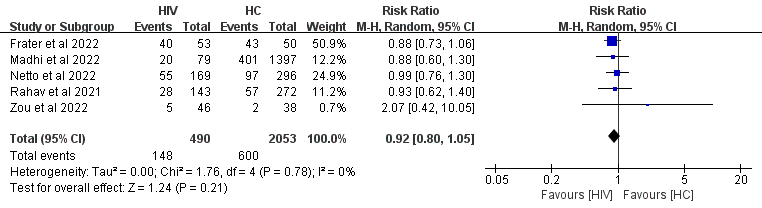 HIV HC Risk Ratio Risk Ratio
Study or Subgroup Events Total Events Total Weight M-H, Random, 95% CI M-H, Random, 95% CI
Frater et al 2022 40 53 43 50 50.9% 0.88 [0.73, 1.06]
Madhi et al 2022 20 79 401 1397 12.2% 0.88 [0.60, 1.30]
Netto et al 2022 55 169 97 296 24.9% 0.99 [0.76, 1.30]
Rahav et al 2021 28 143 57 272 11.3% 0.93 [0.62, 1.40]
Zou et al 2022 5 46 2 38 0.7% 2.07 [0.42, 10.05]
Total (95% CI) 490 2053 100.0% 0.92 [0.80, 1.05]
Total events 148 600
Heterogeneity: Tau² = 0.00; Chi² = 1.76, df = 4 (P = 0.78); I² = 0%
Test for overall effect: Z = 1.24 (P = 0.21)
0.05 0.2 1 5 20
Favours [HIV] Favours [HC]